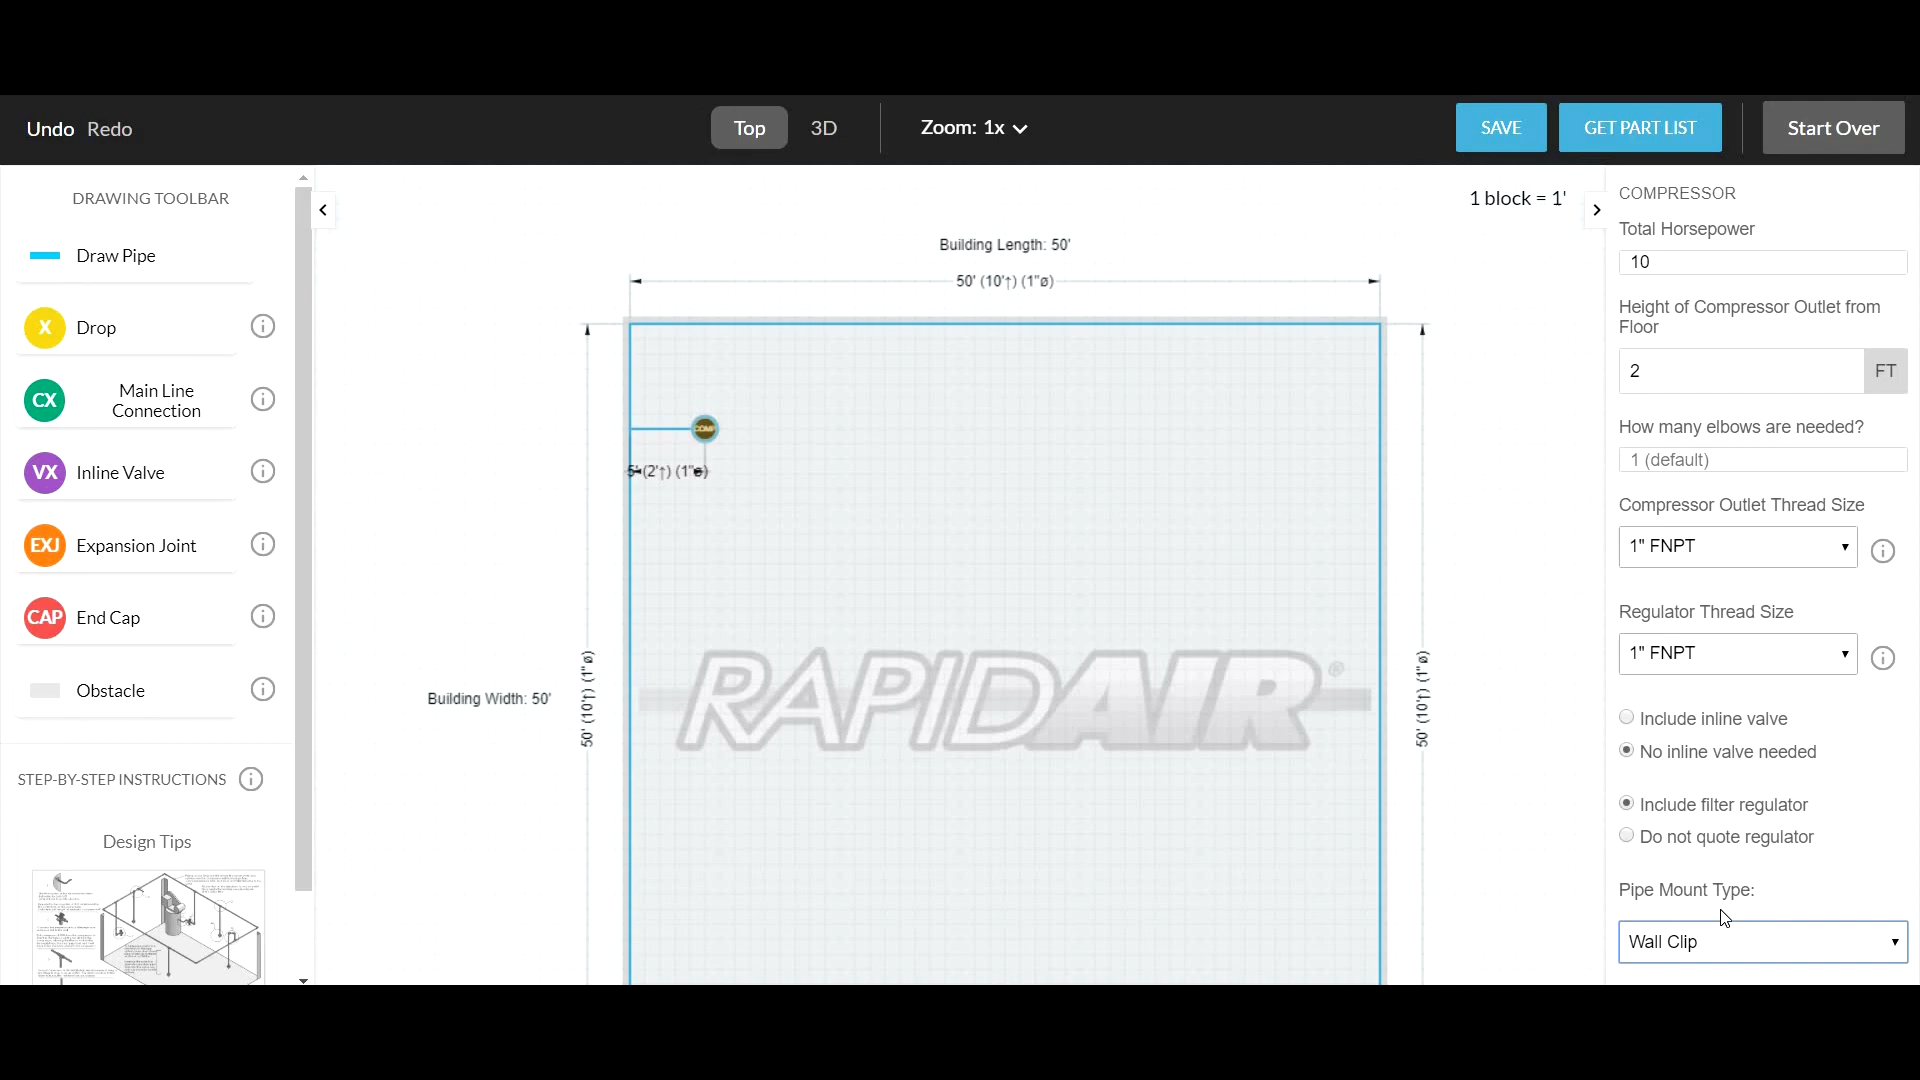 Undo Redo
Top 3D
Zoom: 1x
SAVE
GET PART LIST
Start Over
DRAWING TOOLBAR
Draw Pipe
X Drop
CX Main Line
Connection
VX Inline Valve
EXJ Expansion Joint
CAP End Cap
Obstacle
STEP-BY-STEP INSTRUCTIONS
Design Tips
1 block = 1'
Building Length: 50'
50' (10'↑) (1"ø)
COMP
5' (2'↑) (1"ø)
Building Width: 50'
50' (10'↑) (1"ø)
50' (10'↑) (1"ø)
RAPIDAIR®
COMPRESSOR
Total Horsepower
10
Height of Compressor Outlet from
Floor
2 FT
How many elbows are needed?
1 (default)
Compressor Outlet Thread Size
1" FNPT
Regulator Thread Size
1" FNPT
Include inline valve
No inline valve needed
Include filter regulator
Do not quote regulator
Pipe Mount Type:
Wall Clip